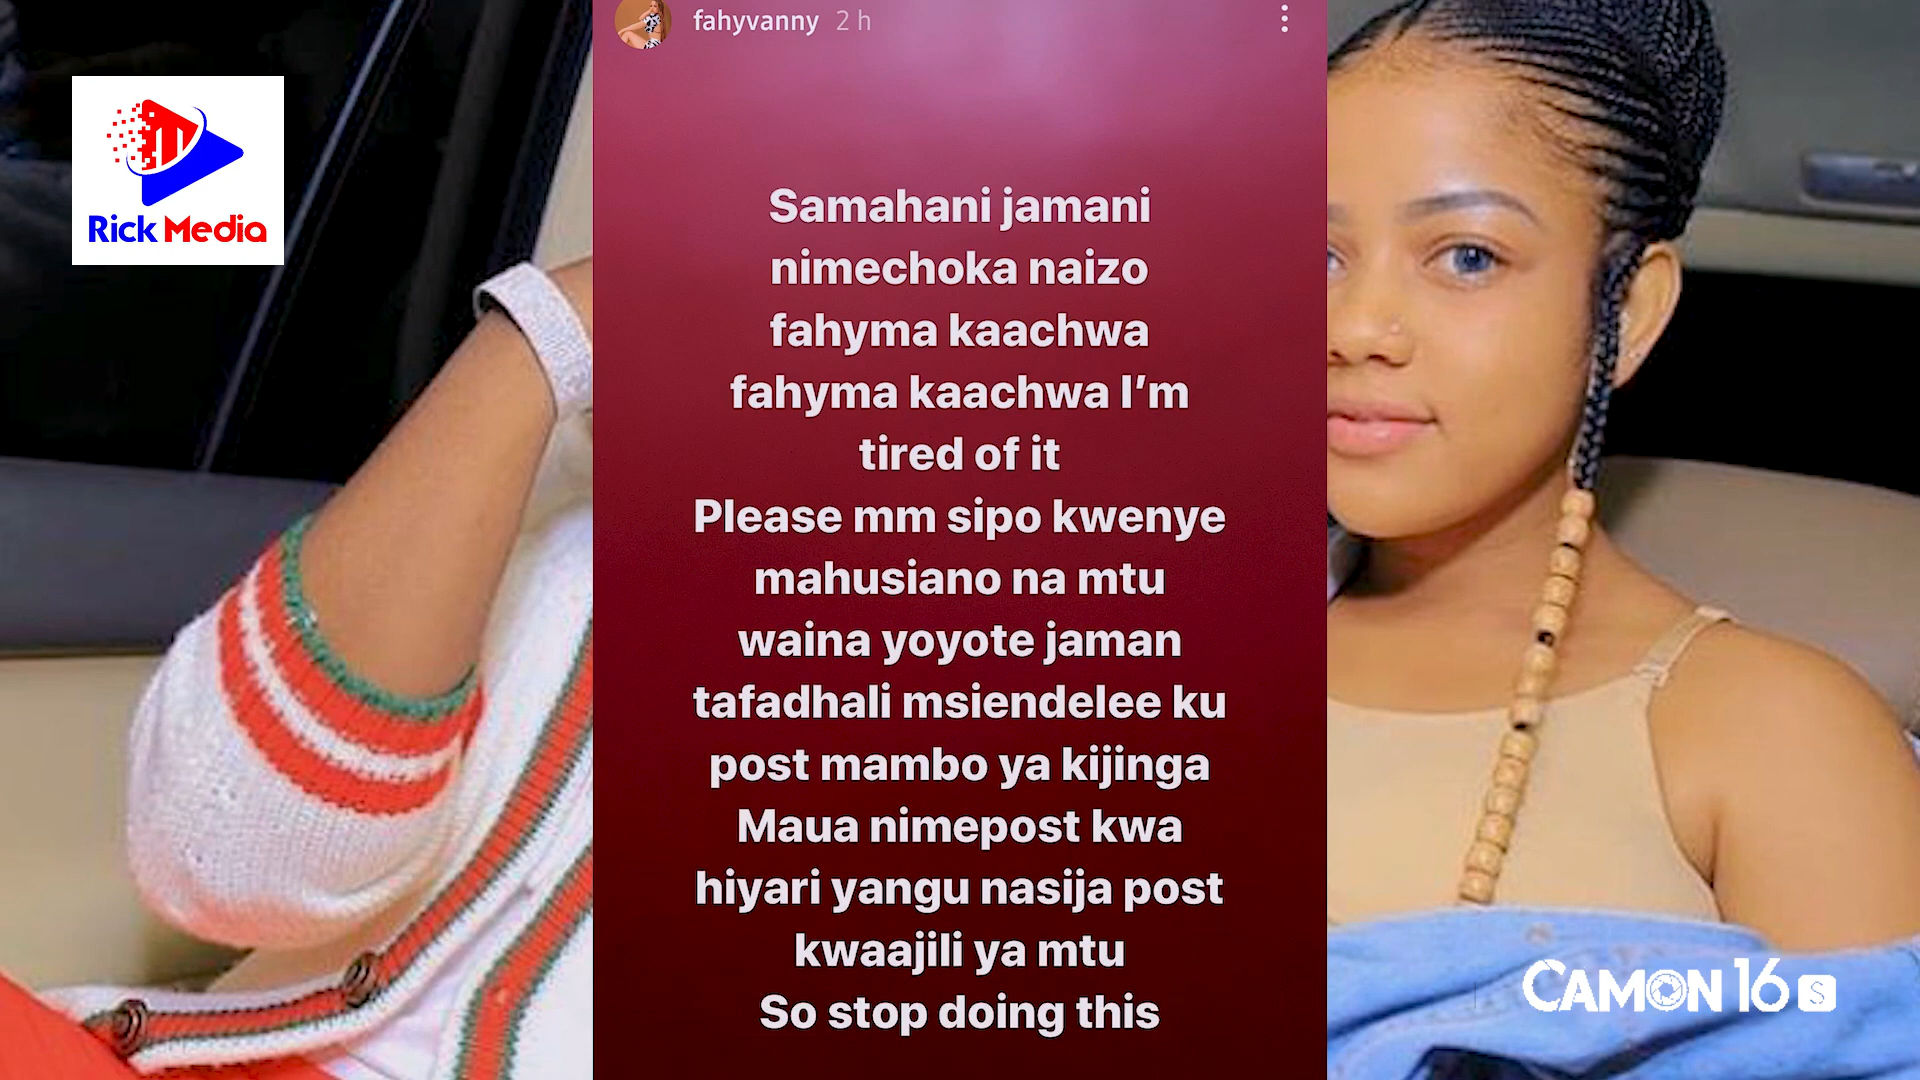 fahyvanny 2 h
Rick Media
Samahani jamani
nimechoka naizo
fahyma kaachwa
fahyma kaachwa I’m
tired of it
Please mm sipo kwenye
mahusiano na mtu
waina yoyote jaman
tafadhali msiendelee ku
post mambo ya kijinga
Maua nimepost kwa
hiyari yangu nasija post
kwaajili ya mtu
So stop doing this
CAMON 16 S